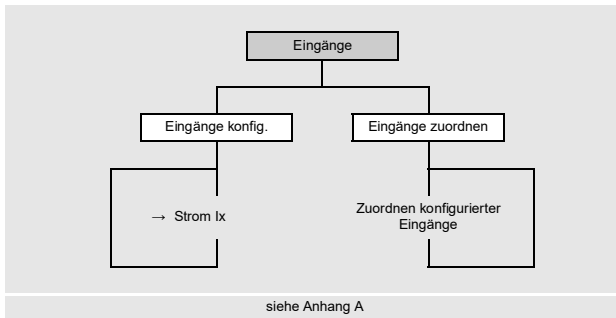 Eingänge
Eingänge konfig.
Eingänge zuordnen
→ Strom Ix
Zuordnen konfigurierter
Eingänge
siehe Anhang A